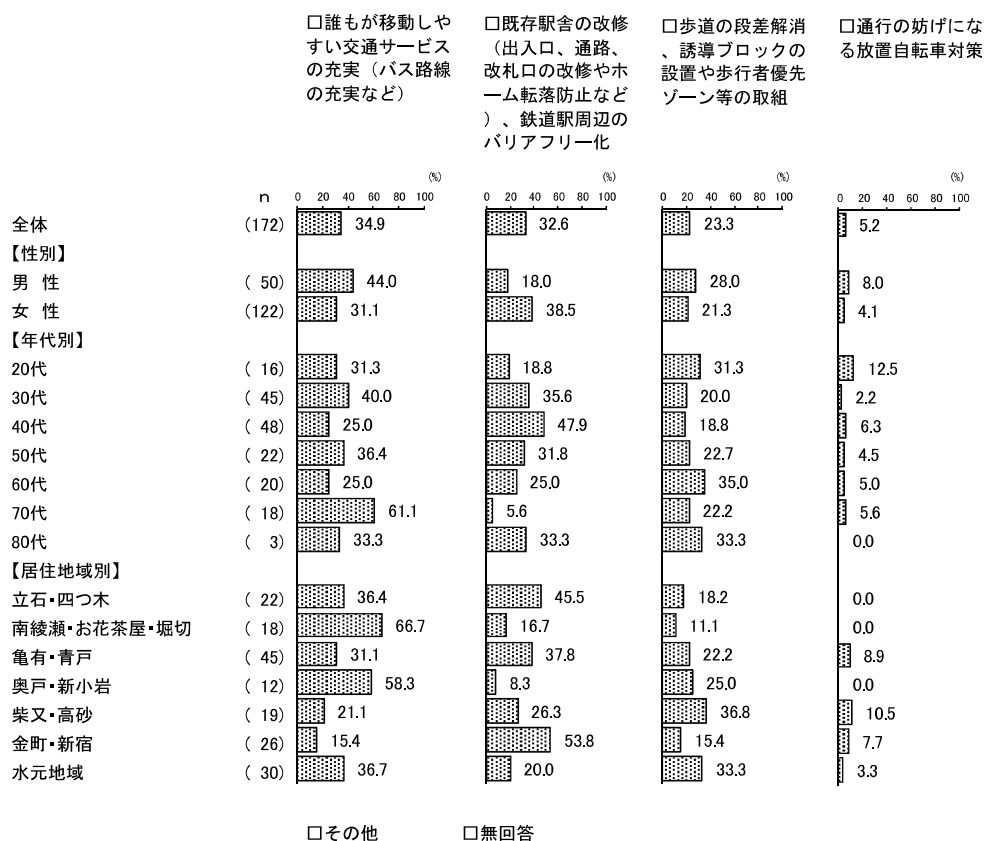 □誰もが移動しや
すい交通サービス
の充実（バス路線
の充実など）
□既存駅舎の改修
（出入口、通路、
改札口の改修やホ
ーム転落防止など
）、鉄道駅周辺の
バリアフリー化
□歩道の段差解消
、誘導ブロックの
設置や歩行者優先
ゾーン等の取組
□通行の妨げにな
る放置自転車対策
(%) (%) (%) (%)
n 0 20 40 60 80 100 0 20 40 60 80 100 0 20 40 60 80 100 0 20 40 60 80 100
全体 (172) 34.9 32.6 23.3 5.2
【性別】
男 性 ( 50) 44.0 18.0 28.0 8.0
女 性 (122) 31.1 38.5 21.3 4.1
【年代別】
20代 ( 16) 31.3 18.8 31.3 12.5
30代 ( 45) 40.0 35.6 20.0 2.2
40代 ( 48) 25.0 47.9 18.8 6.3
50代 ( 22) 36.4 31.8 22.7 4.5
60代 ( 20) 25.0 25.0 35.0 5.0
70代 ( 18) 61.1 5.6 22.2 5.6
80代 ( 3) 33.3 33.3 33.3 0.0
【居住地域別】
立石・四つ木 ( 22) 36.4 45.5 18.2 0.0
南綾瀬・お花茶屋・堀切 ( 18) 66.7 16.7 11.1 0.0
亀有・青戸 ( 45) 31.1 37.8 22.2 8.9
奥戸・新小岩 ( 12) 58.3 8.3 25.0 0.0
柴又・高砂 ( 19) 21.1 26.3 36.8 10.5
金町・新宿 ( 26) 15.4 53.8 15.4 7.7
水元地域 ( 30) 36.7 20.0 33.3 3.3
□その他 □無回答